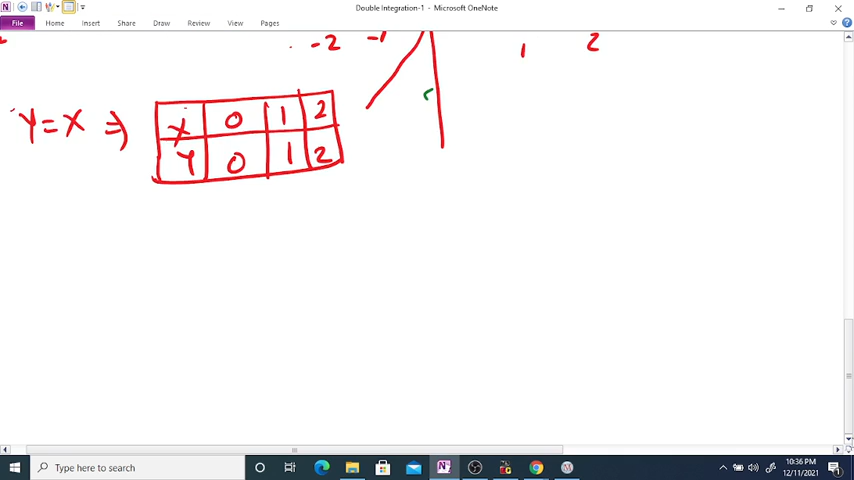 Double Integration-1 - Microsoft OneNote
File Home Insert Share Draw Review View Pages
-2 -1 1 2
Y=X => X 0 1 2
Y 0 1 2
Type here to search
10:36 PM
12/11/2021